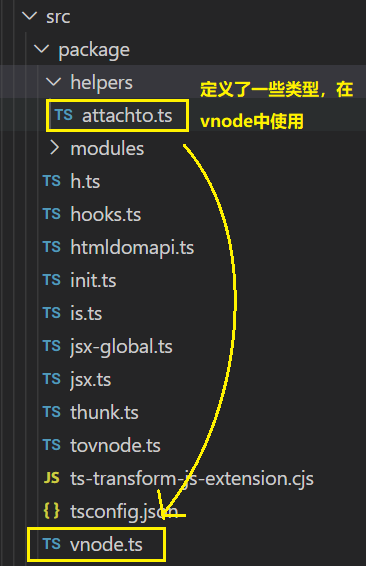 src
package
helpers
定义了一些类型，在
TS attachto.ts
vnode中使用
modules
TS h.ts
TS hooks.ts
TS htmldomapi.ts
TS init.ts
TS is.ts
TS jsx-global.ts
TS jsx.ts
TS thunk.ts
TS tovnode.ts
JS ts-transform-js-extension.cjs
{} tsconfig.json
TS vnode.ts